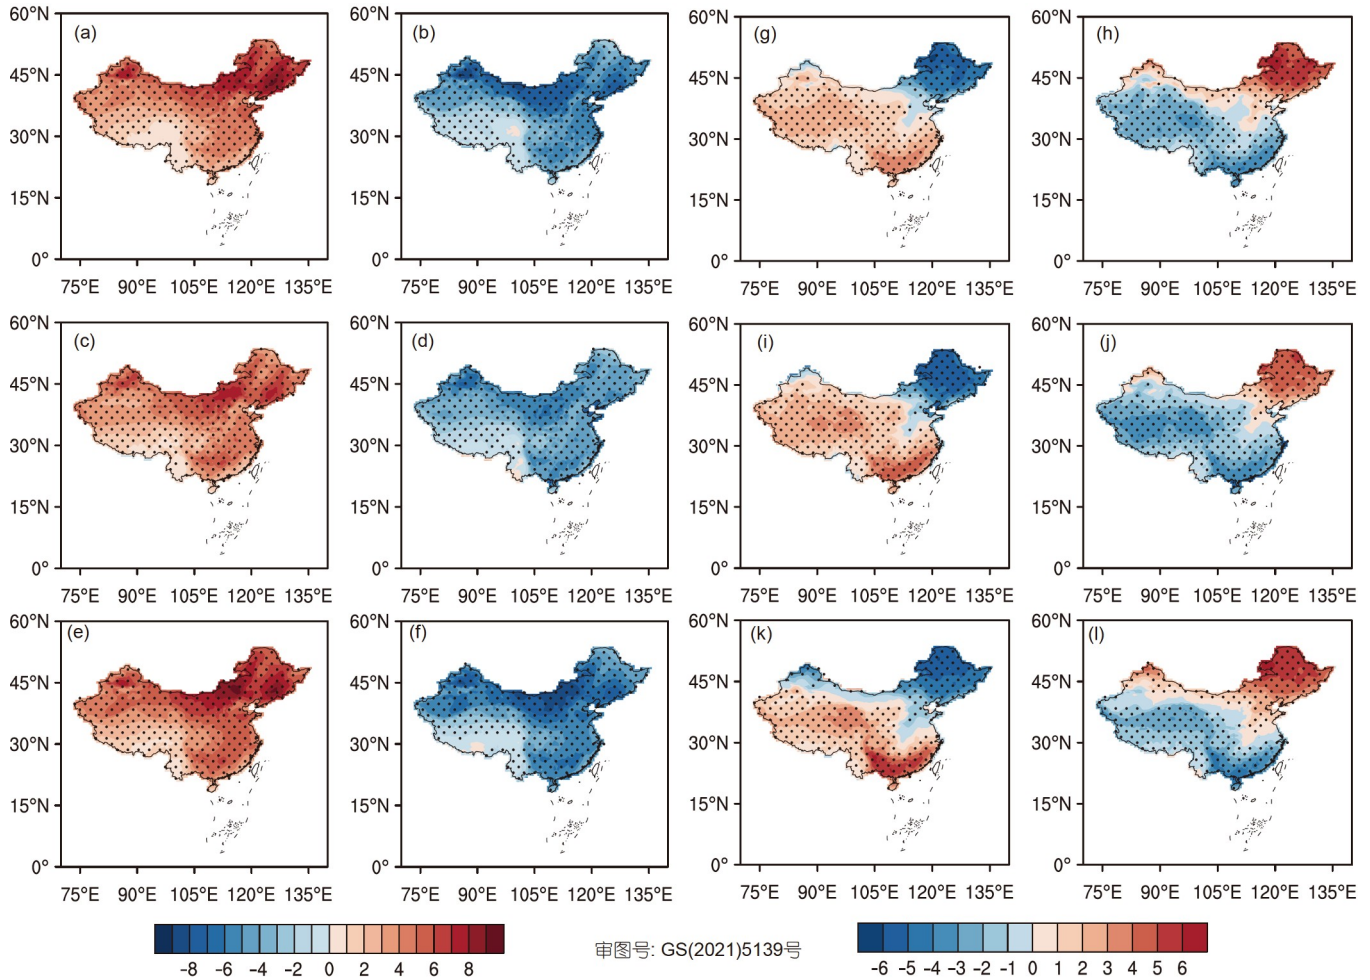 60°N 60°N 60°N 60°N
(a) (b) (g) (h)
45°N 45°N 45°N 45°N
30°N 30°N 30°N 30°N
15°N 15°N 15°N 15°N
0° 0° 0° 0°
75°E 90°E 105°E 120°E 135°E 75°E 90°E 105°E 120°E 135°E 75°E 90°E 105°E 120°E 135°E 75°E 90°E 105°E 120°E 135°E
60°N 60°N 60°N 60°N
(c) (d) (i) (j)
45°N 45°N 45°N 45°N
30°N 30°N 30°N 30°N
15°N 15°N 15°N 15°N
0° 0° 0° 0°
75°E 90°E 105°E 120°E 135°E 75°E 90°E 105°E 120°E 135°E 75°E 90°E 105°E 120°E 135°E 75°E 90°E 105°E 120°E 135°E
60°N 60°N 60°N 60°N
(e) (f) (k) (l)
45°N 45°N 45°N 45°N
30°N 30°N 30°N 30°N
15°N 15°N 15°N 15°N
0° 0° 0° 0°
75°E 90°E 105°E 120°E 135°E 75°E 90°E 105°E 120°E 135°E 75°E 90°E 105°E 120°E 135°E 75°E 90°E 105°E 120°E 135°E
审图号: GS(2021)5139号
-8 -6 -4 -2 0 2 4 6 8 -6 -5 -4 -3 -2 -1 0 1 2 3 4 5 6